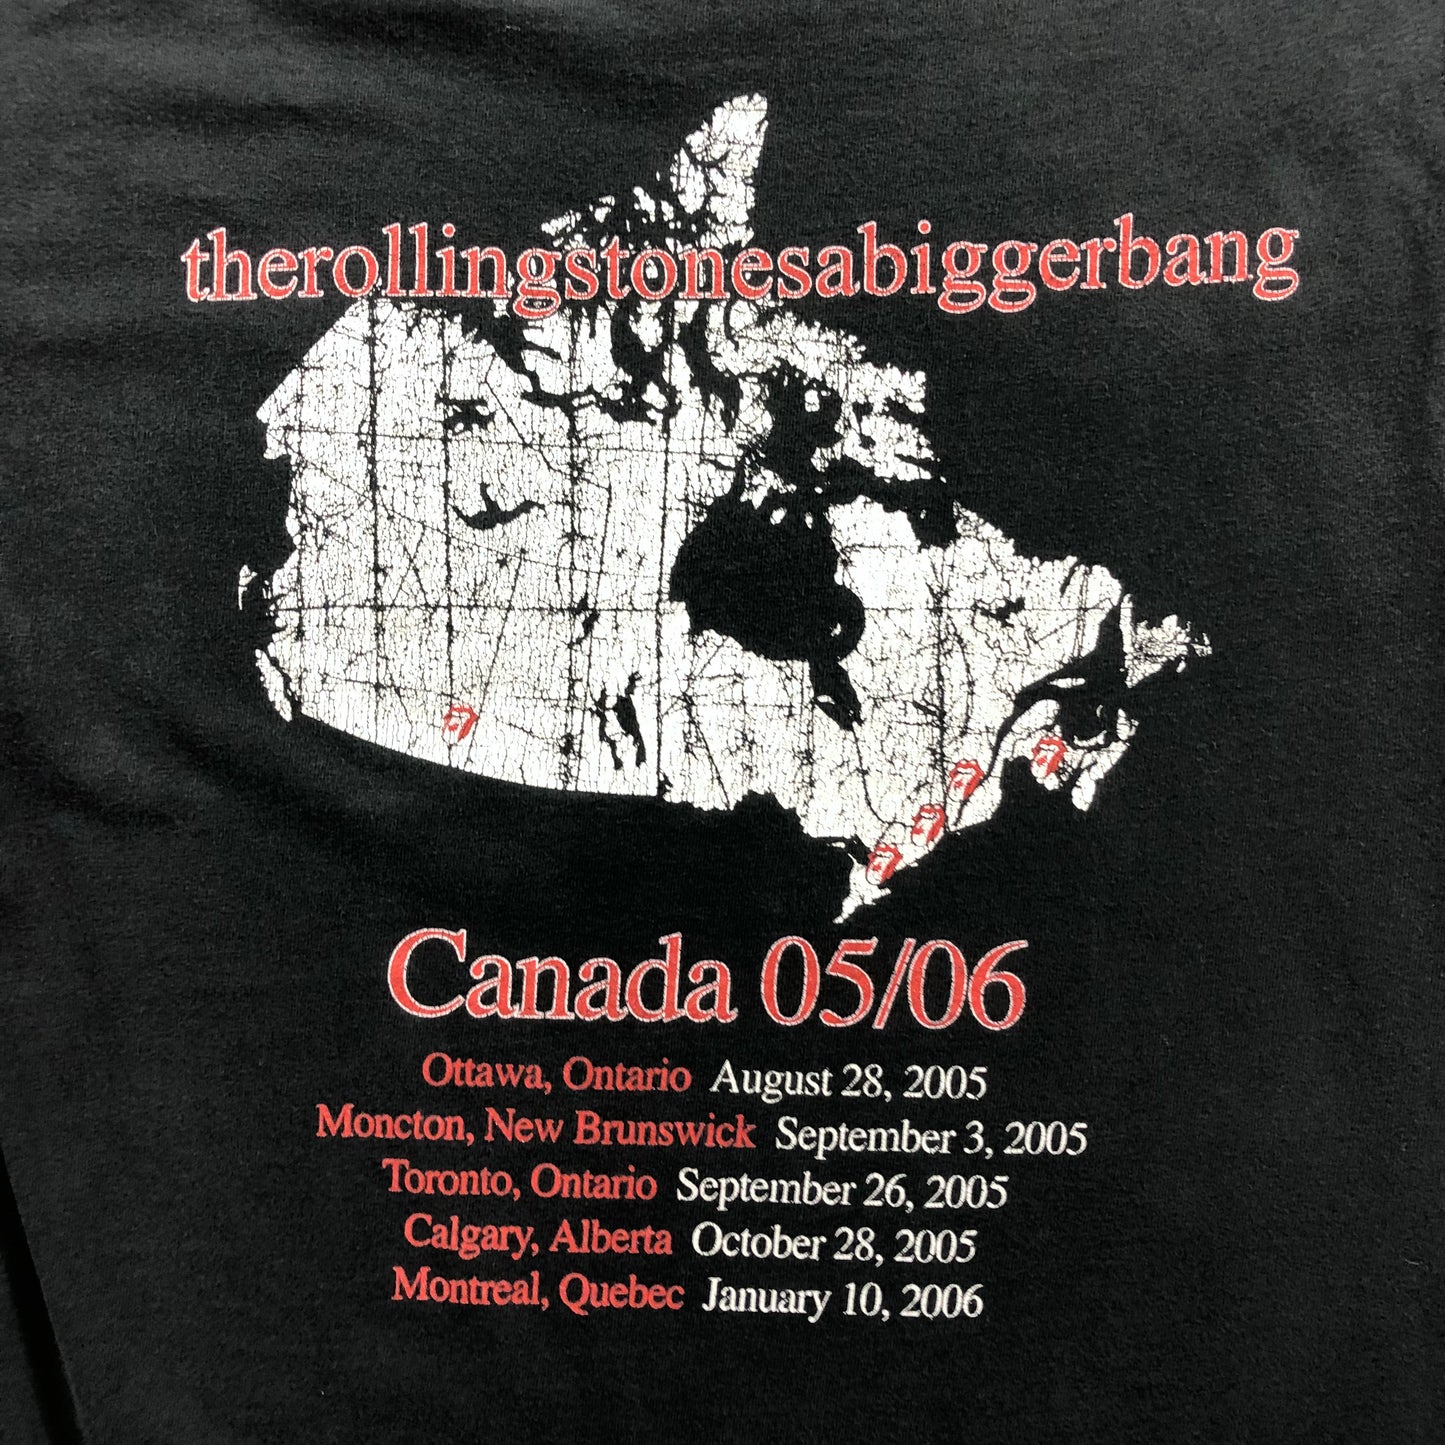 therollingstonesabiggerbang
Canada 05/06
Ottawa, Ontario August 28, 2005
Moncton, New Brunswick September 3, 2005
Toronto, Ontario September 26, 2005
Calgary, Alberta October 28, 2005
Montreal, Quebec January 10, 2006